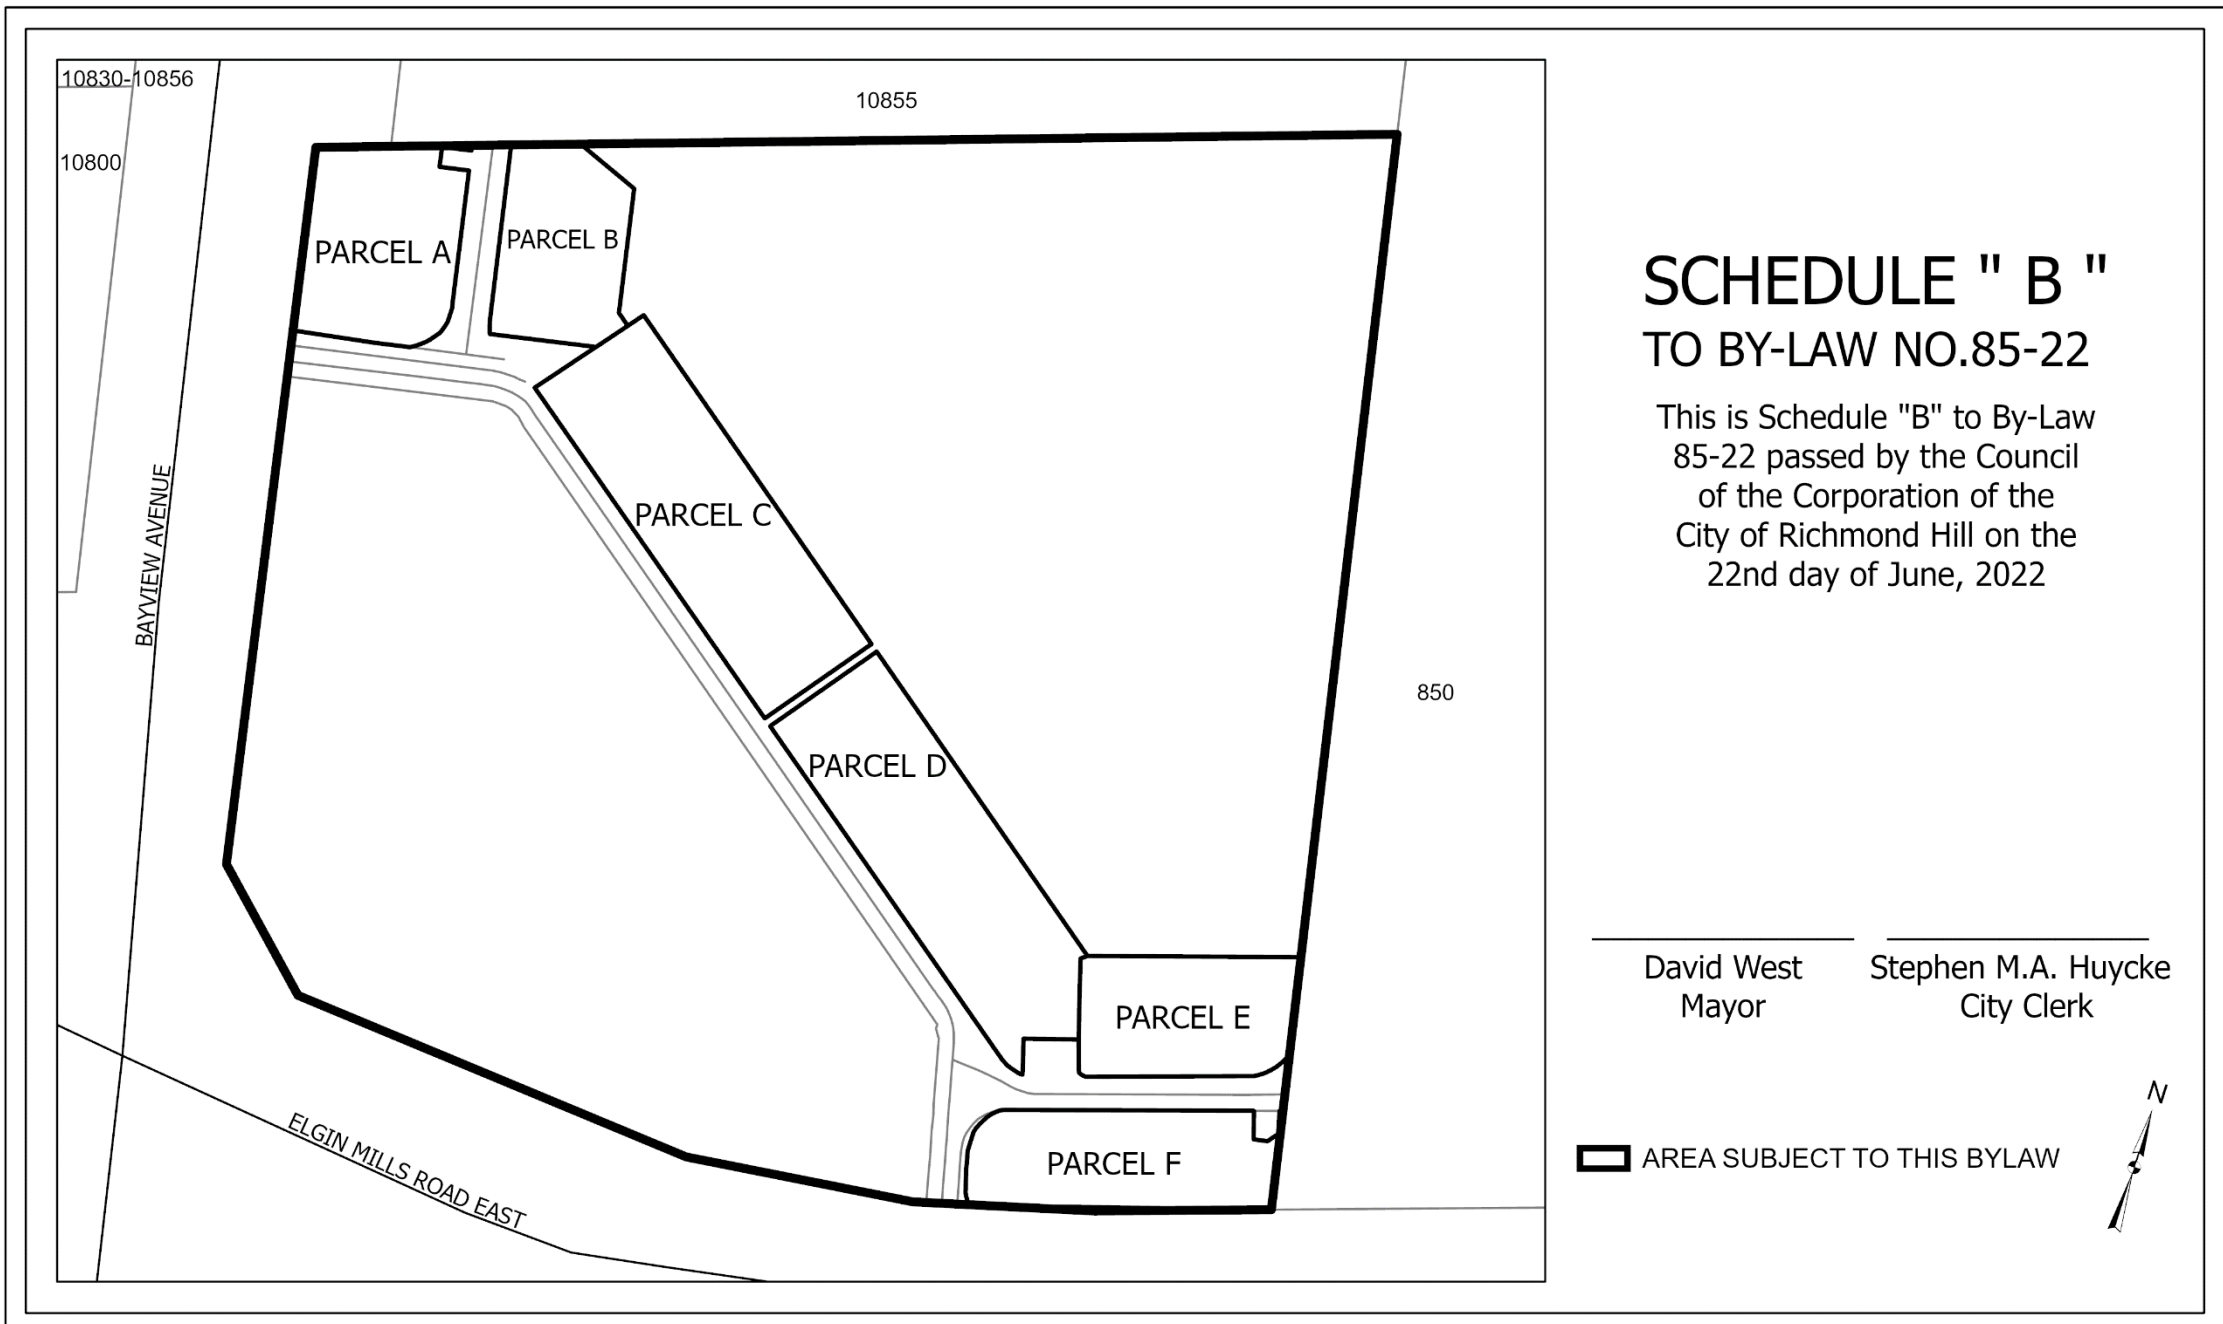 10830-10856
10855
10800
PARCEL A
PARCEL B
BAYVIEW AVENUE
PARCEL C
850
PARCEL D
PARCEL E
PARCEL F
ELGIN MILLS ROAD EAST
SCHEDULE " B "
TO BY-LAW NO.85-22
This is Schedule "B" to By-Law
85-22 passed by the Council
of the Corporation of the
City of Richmond Hill on the
22nd day of June, 2022
David West
Mayor
Stephen M.A. Huycke
City Clerk
N
AREA SUBJECT TO THIS BYLAW